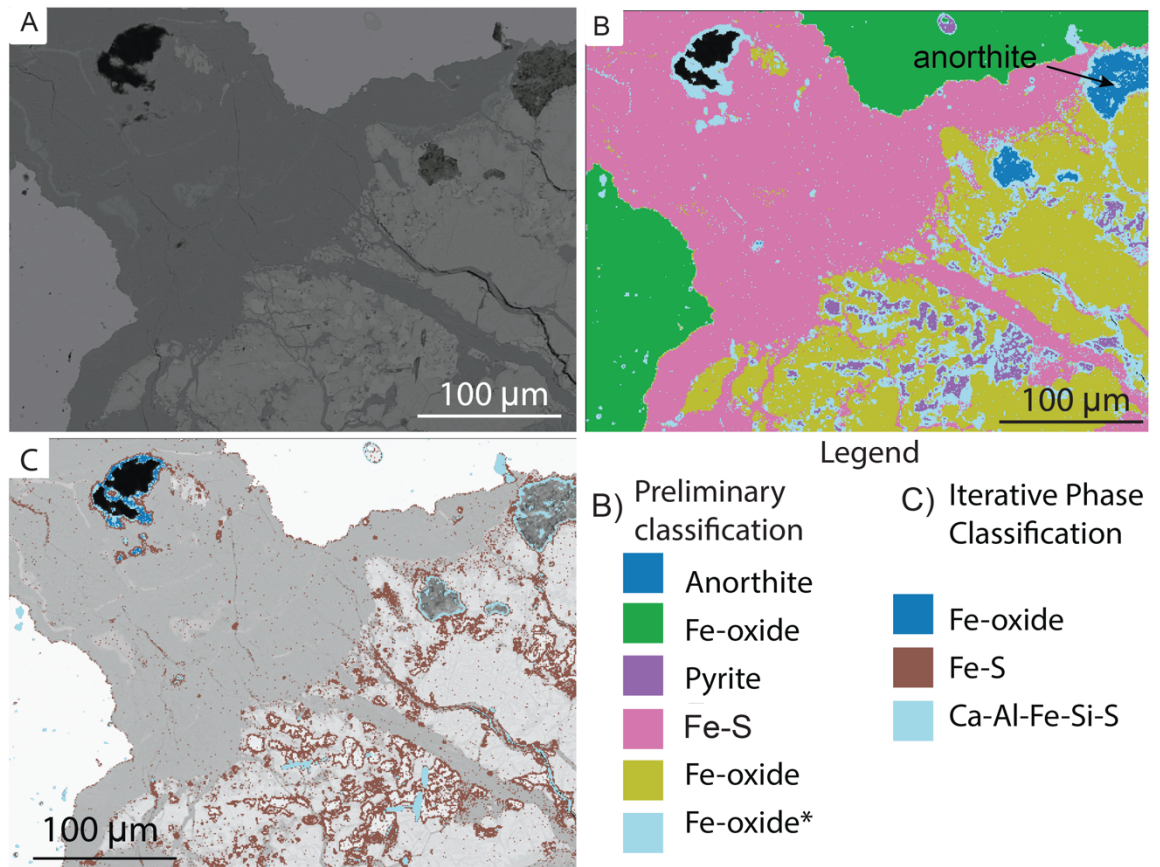 A
100 µm
B
anorthite
100 µm
C
100 µm
Legend
B) Preliminary
classification
Anorthite
Fe-oxide
Pyrite
Fe-S
Fe-oxide
Fe-oxide*
C) Iterative Phase
Classification
Fe-oxide
Fe-S
Ca-Al-Fe-Si-S